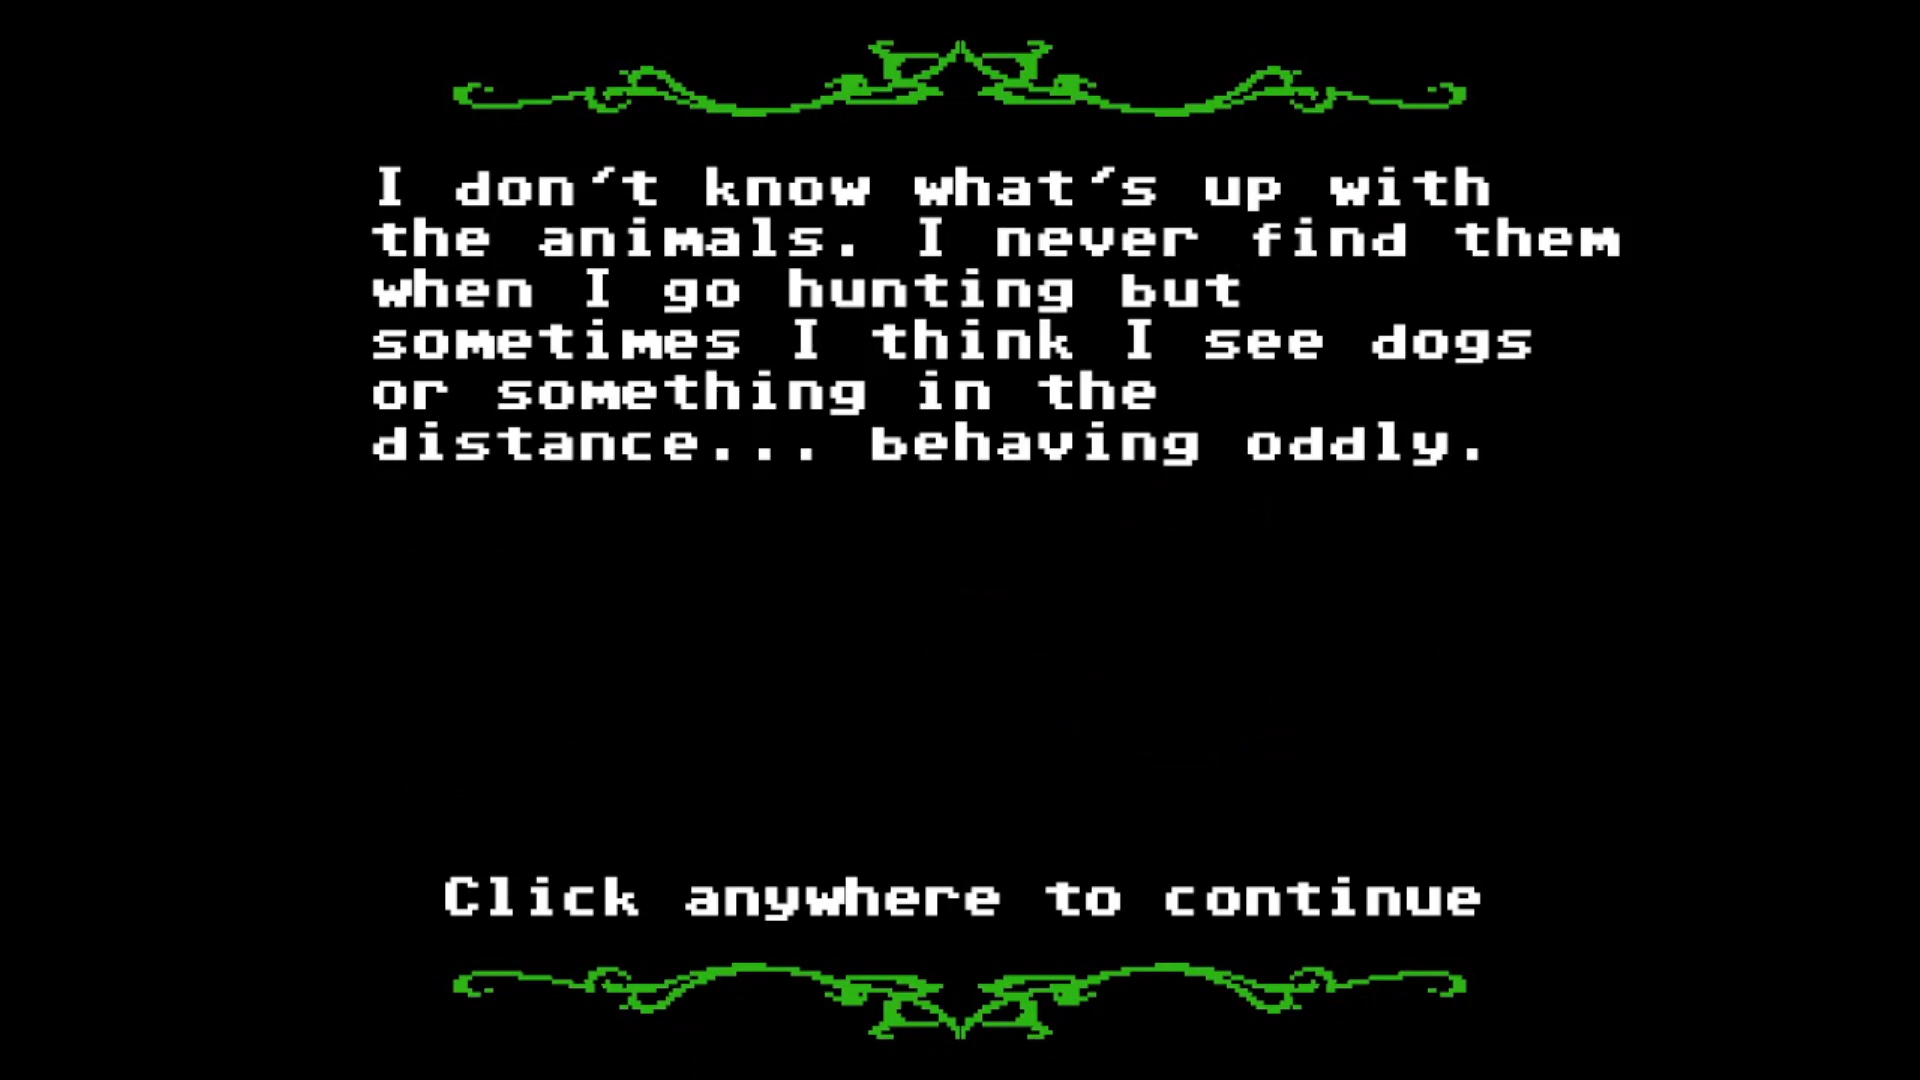 I don't know what's up with
the animals. I never find them
when I go hunting but
sometimes I think I see dogs
or something in the
distance... behaving oddly.
Click anywhere to continue